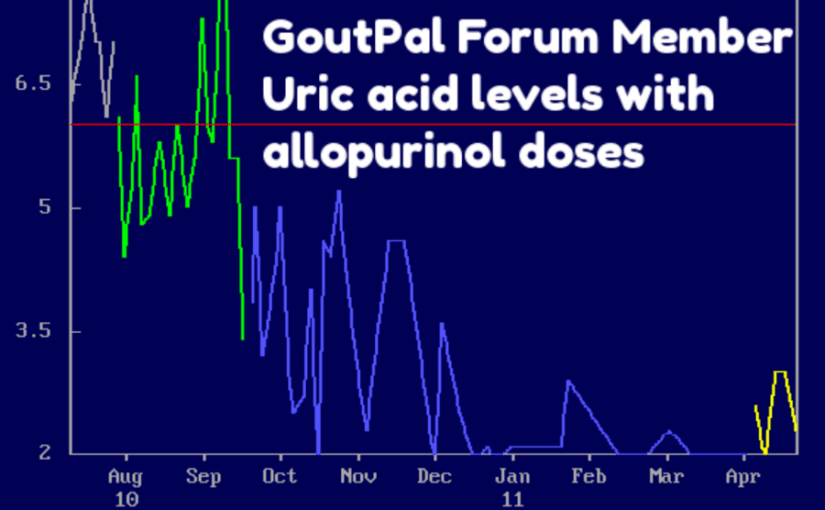 GoutPal Forum Member
Uric acid levels with
allopurinol doses
6.5
5
3.5
2
Aug Sep Oct Nov Dec Jan Feb Mar Apr
10 11